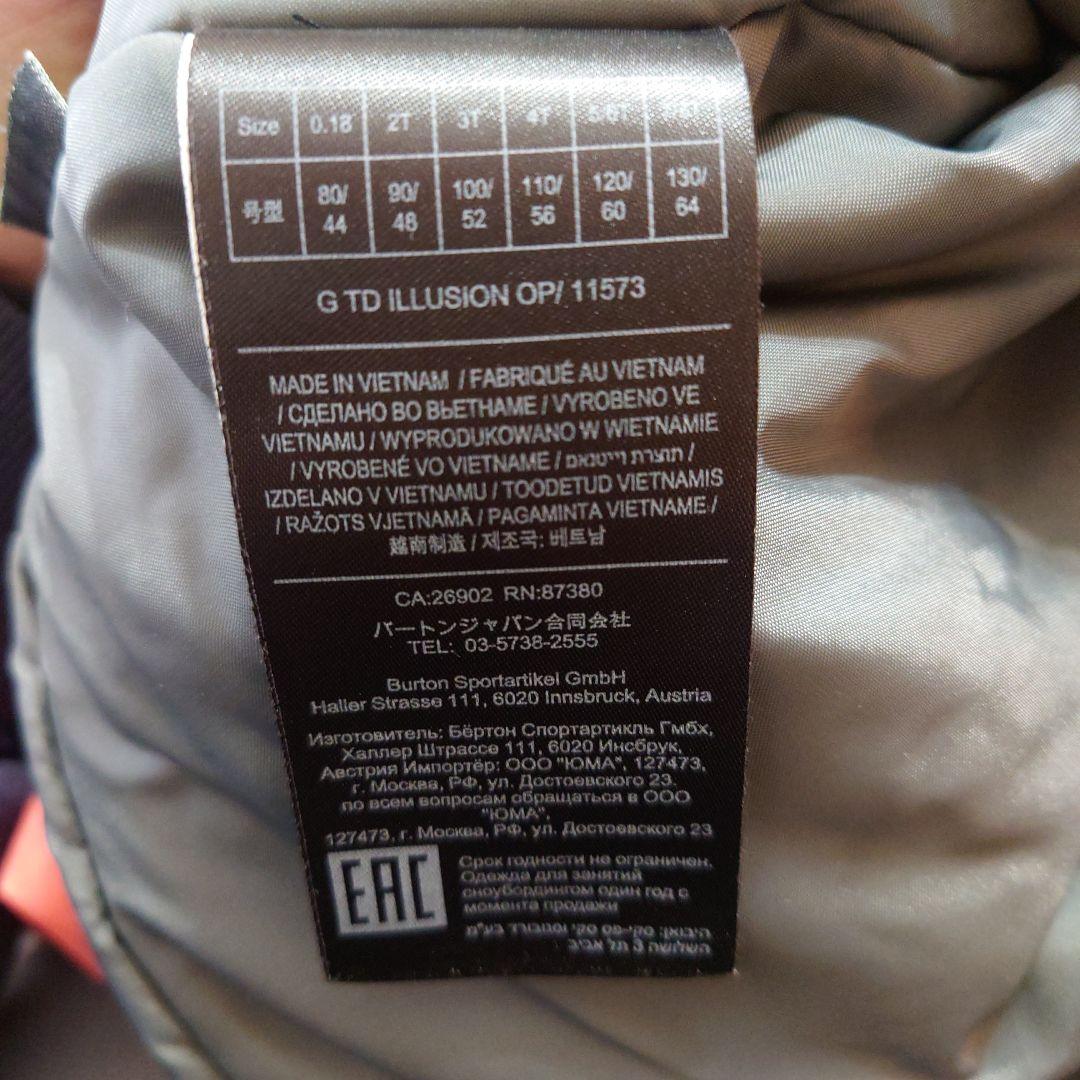 Size 0.18 2T 3T 4T 5-6T
号型 80/44 90/48 100/52 110/56 120/60 130/64
G TD ILLUSION OP/ 11573
MADE IN VIETNAM / FABRIQUÉ AU VIETNAM
/ СДЕЛАНО ВО ВЬЕТНАМЕ / VYROBENO VE
VIETNAMU / WYPRODUKOWANO W WIETNAMIE
/ VYROBENÉ VO VIETNAME / תוצרת וייטנאם /
IZDELANO V VIETNAMU / TOODETUD VIETNAMIS
/ RAŽOTS VJETNAMĀ / PAGAMINTA VIETNAME /
越南制造 / 제조국: 베트남
CA:26902 RN:87380
バートンジャパン合同会社
TEL: 03-5738-2555
Burton Sportartikel GmbH
Haller Strasse 111, 6020 Innsbruck, Austria
Изготовитель: Бёртон Спортартикль Гмбх,
Халлер Штрассе 111, 6020 Инсбрук,
Австрия Импортёр: ООО "ЮМА", 127473,
г. Москва, РФ, ул. Достоевского 23.
по всем вопросам обращаться в ООО
"ЮМА",
127473, г. Москва, РФ, ул. Достоевского 23
EAC
Срок годности не ограничен.
Одежда для занятий
сноубордингом один год с
момента продажи
השלושה 3 תל אביב